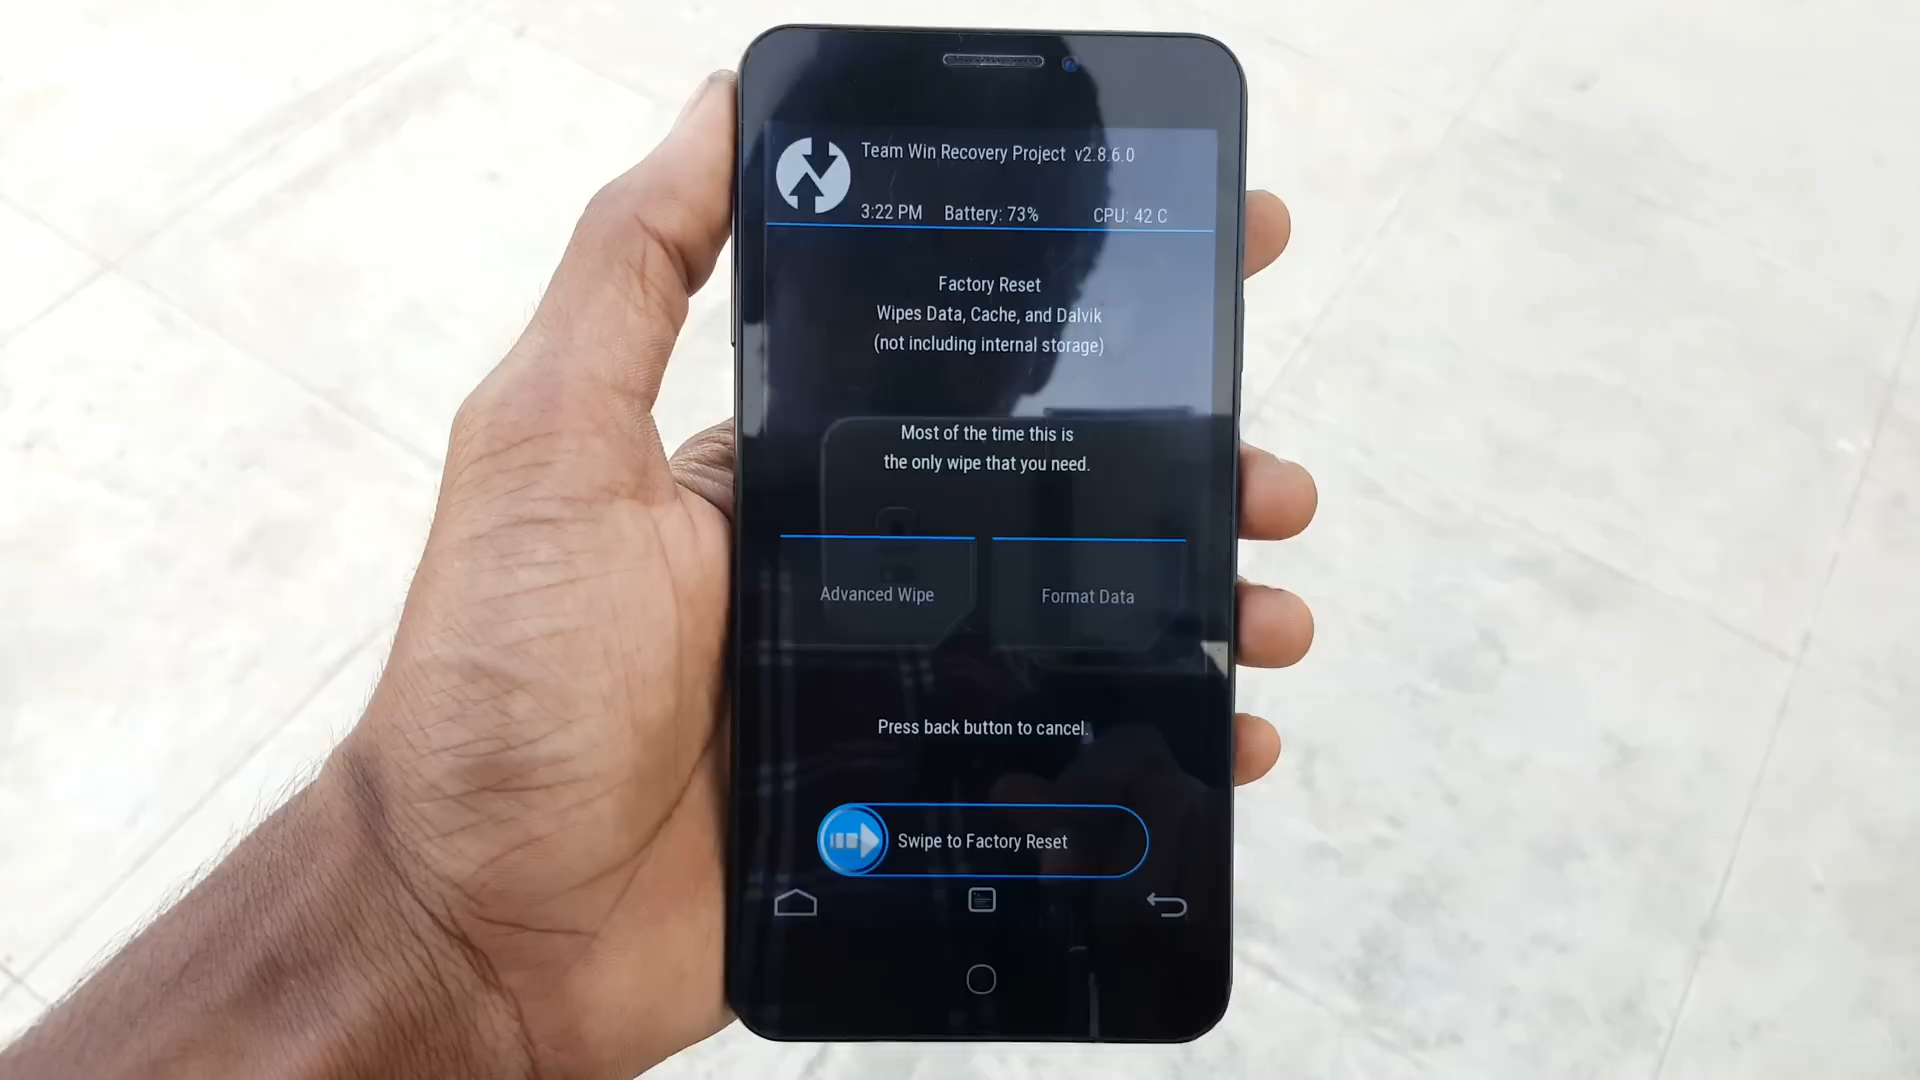 Team Win Recovery Project v2.8.6.0
3:22 PM Battery: 73% CPU: 42 C
Factory Reset
Wipes Data, Cache, and Dalvik
(not including internal storage)
Most of the time this is
the only wipe that you need.
Advanced Wipe Format Data
Press back button to cancel.
Swipe to Factory Reset